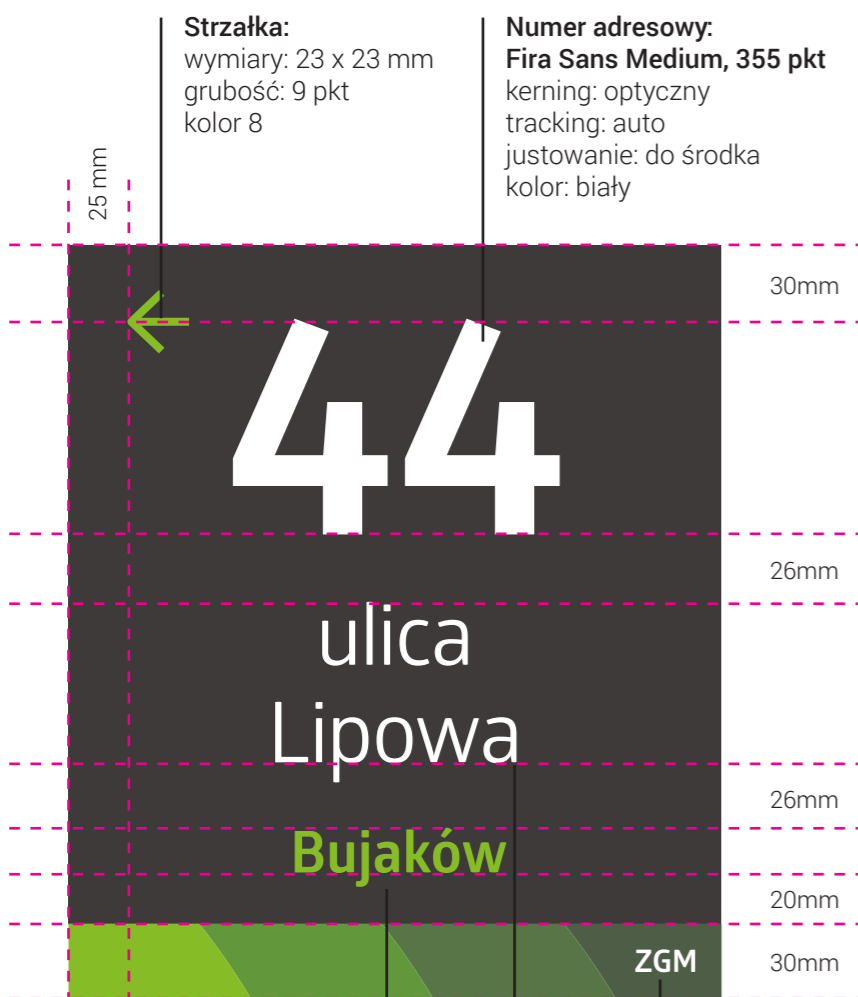 Strzałka:
wymiary: 23 x 23 mm
grubość: 9 pkt
kolor 8
Numer adresowy:
Fira Sans Medium, 355 pkt
kerning: optyczny
tracking: auto
justowanie: do środka
kolor: biały
25 mm
30mm
44
26mm
ulica
Lipowa
26mm
Bujaków
20mm
ZGM
30mm